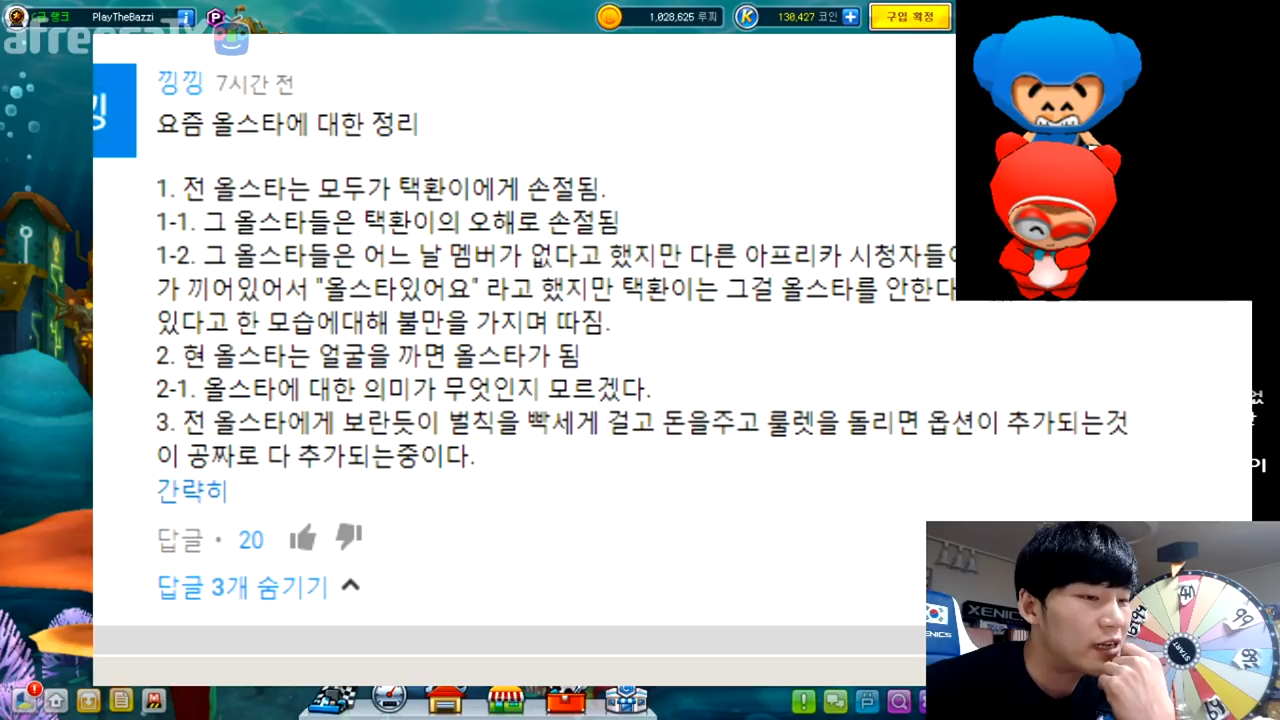 랭크 PlayTheBazzi 1,028,625 루찌 K 130,427 코인 구입 확정
afreeca
낑낑 7시간 전
요즘 올스타에 대한 정리
1. 전 올스타는 모두가 택환이에게 손절됨.
1-1. 그 올스타들은 택환이의 오해로 손절됨
1-2. 그 올스타들은 어느 날 멤버가 없다고 했지만 다른 아프리카 시청자들이
가 끼어있어서 "올스타있어요" 라고 했지만 택환이는 그걸 올스타를 안한다
있다고 한 모습에대해 불만을 가지며 따짐.
2. 현 올스타는 얼굴을 까면 올스타가 됨
2-1. 올스타에 대한 의미가 무엇인지 모르겠다.
3. 전 올스타에게 보란듯이 벌칙을 빡세게 걸고 돈을주고 룰렛을 돌리면 옵션이 추가되는것
이 공짜로 다 추가되는중이다.
간략히
답글 · 20
답글 3개 숨기기
XENICS
START